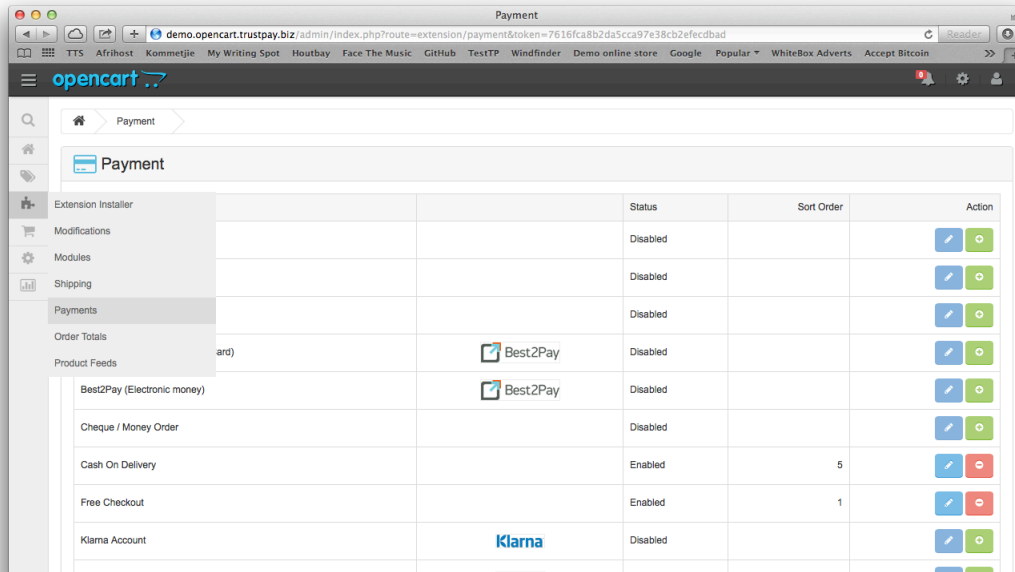 Payment
demo.opencart.trustpay.biz/admin/index.php?route=extension/payment&token=7616fca8b2da5cca97e38cb2efecdbad
Reader
TTS Afrihost Kommetjie My Writing Spot Houtbay Face The Music GitHub TestTP Windfinder Demo online store Google Popular WhiteBox Adverts Accept Bitcoin
opencart
0
Payment
Payment
Extension Installer
Modifications
Modules
Shipping
Payments
Order Totals
Product Feeds
Status Sort Order Action
Disabled
Disabled
Disabled
ard) Best2Pay Disabled
Best2Pay (Electronic money) Best2Pay Disabled
Cheque / Money Order Disabled
Cash On Delivery Enabled 5
Free Checkout Enabled 1
Klarna Account Klarna Disabled